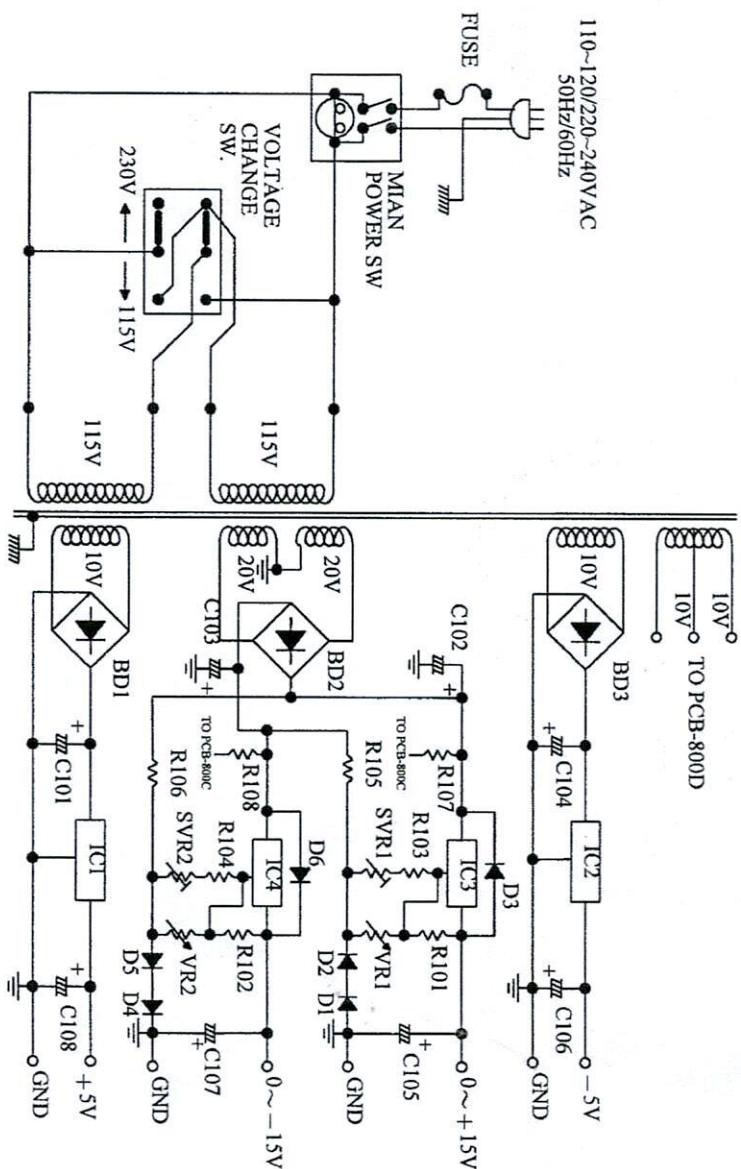 110~120/220~240VAC
50Hz/60Hz
FUSE
MIAN
POWER SW
VOLTAGE
CHANGE
SW.
230V
115V
115V
115V
10V
10V
TO PCB-800D
10V
BD3
C104
IC2
C106
−5V
GND
20V
20V
BD2
C102
+
C103
+
TO PCB-800C
R107
D3
IC3
R103
SVR1
R105
R101
VR1
D2
D1
C105
+
0~+15V
GND
TO PCB-800C
R108
D6
IC4
R104
SVR2
R106
R102
VR2
D5
D4
C107
+
0~−15V
GND
10V
BD1
+
C101
IC1
+
C108
+5V
GND
+
+